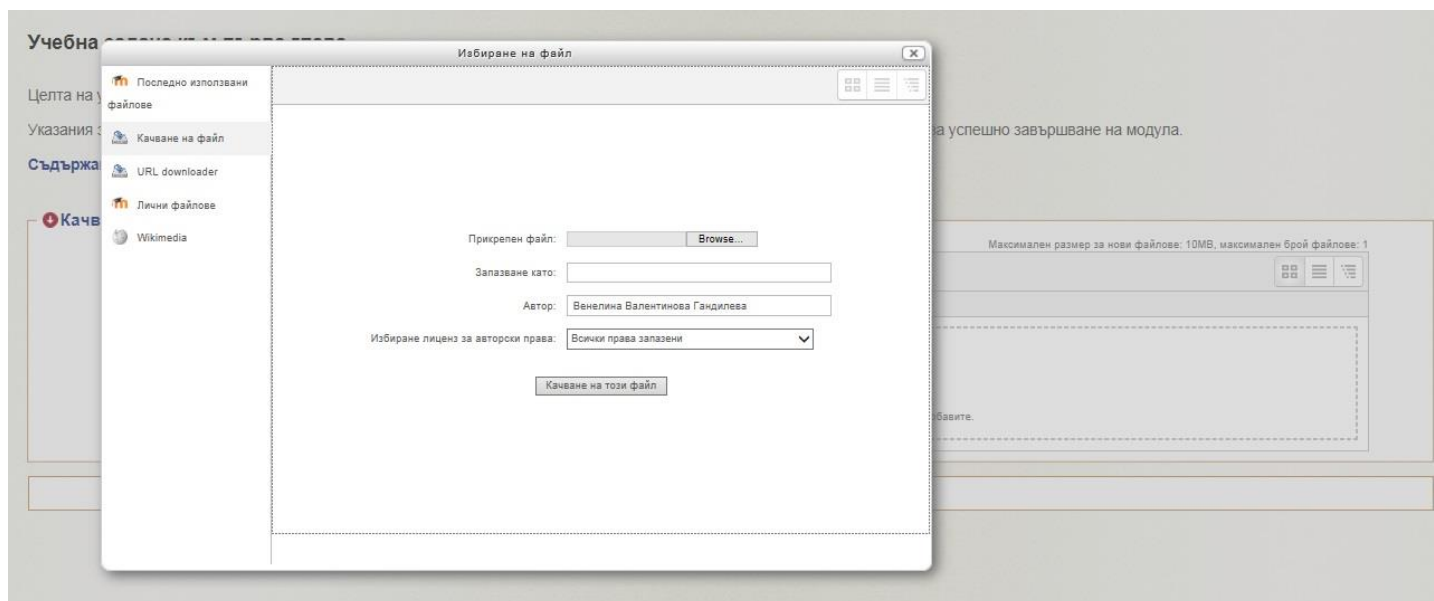 Учебна
Избиране на файл
Последно използвани
файлове
Целта на
Указания
а успешно завършване на модула.
Качване на файл
Съдържа
URL downloader
Лични файлове
Качв
Wikimedia
Прикрепен файл: Browse...
Максимален размер за нови файлове: 10MB, максимален брой файлове: 1
Запазване като:
Автор: Венелина Валентинова Гандилева
Избиране лиценз за авторски права: Всички права запазени
Качване на този файл
бавите.